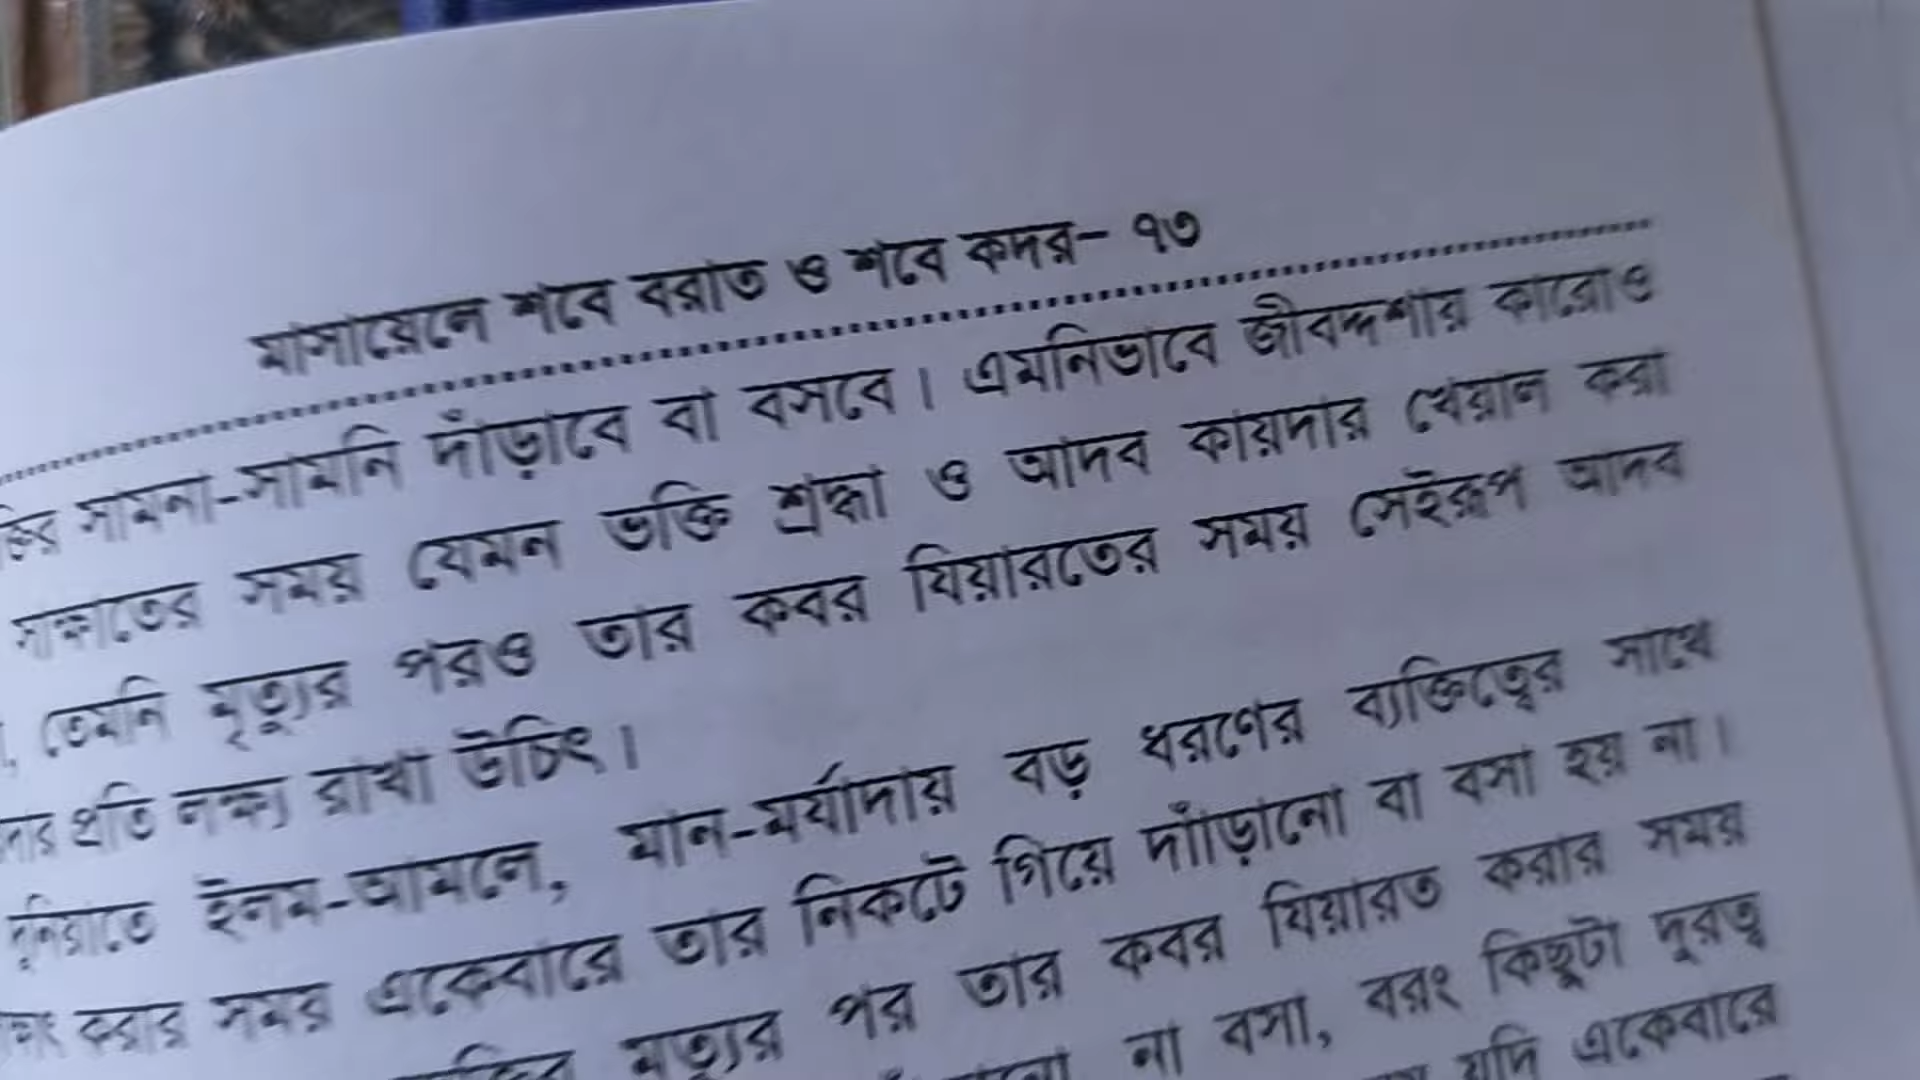 মাসায়েলে শবে বরাত ও শবে কদর- ৭৩
সামনা-সামনি দাঁড়াবে বা বসবে। এমনিভাবে জীবদ্দশার কারোও
সাক্ষাতের সময় যেমন ভক্তি শ্রদ্ধা ও আদব কায়দার খেয়াল করা
তেমনি মৃত্যুর পরও তার কবর যিয়ারতের সময় সেইরূপ আদব
প্রতি লক্ষ্য রাখা উচিৎ।
দুনিয়াতে ইলম-আমলে, মান-মর্যাদায় বড় ধরণের ব্যক্তিত্বের সাথে
করার সময় একেবারে তার নিকটে গিয়ে দাঁড়ানো বা বসা হয় না।
মৃত্যুর পর তার কবর যিয়ারত করার সময়
না বসা, বরং কিছুটা দূরত্ব
যদি একেবারে